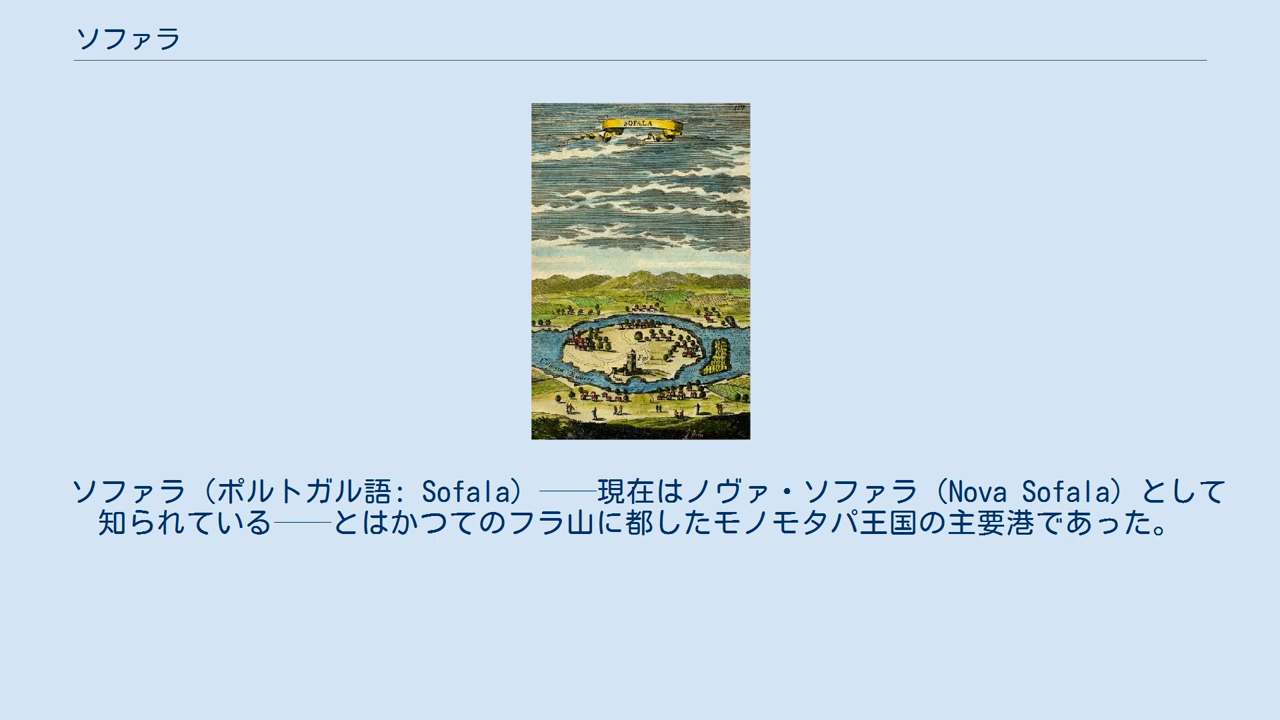 ソファラ
SOFALA
ソファラ（ポルトガル語: Sofala）――現在はノヴァ・ソファラ（Nova Sofala）として
知られている――とはかつてのフラ山に都したモノモタパ王国の主要港であった。